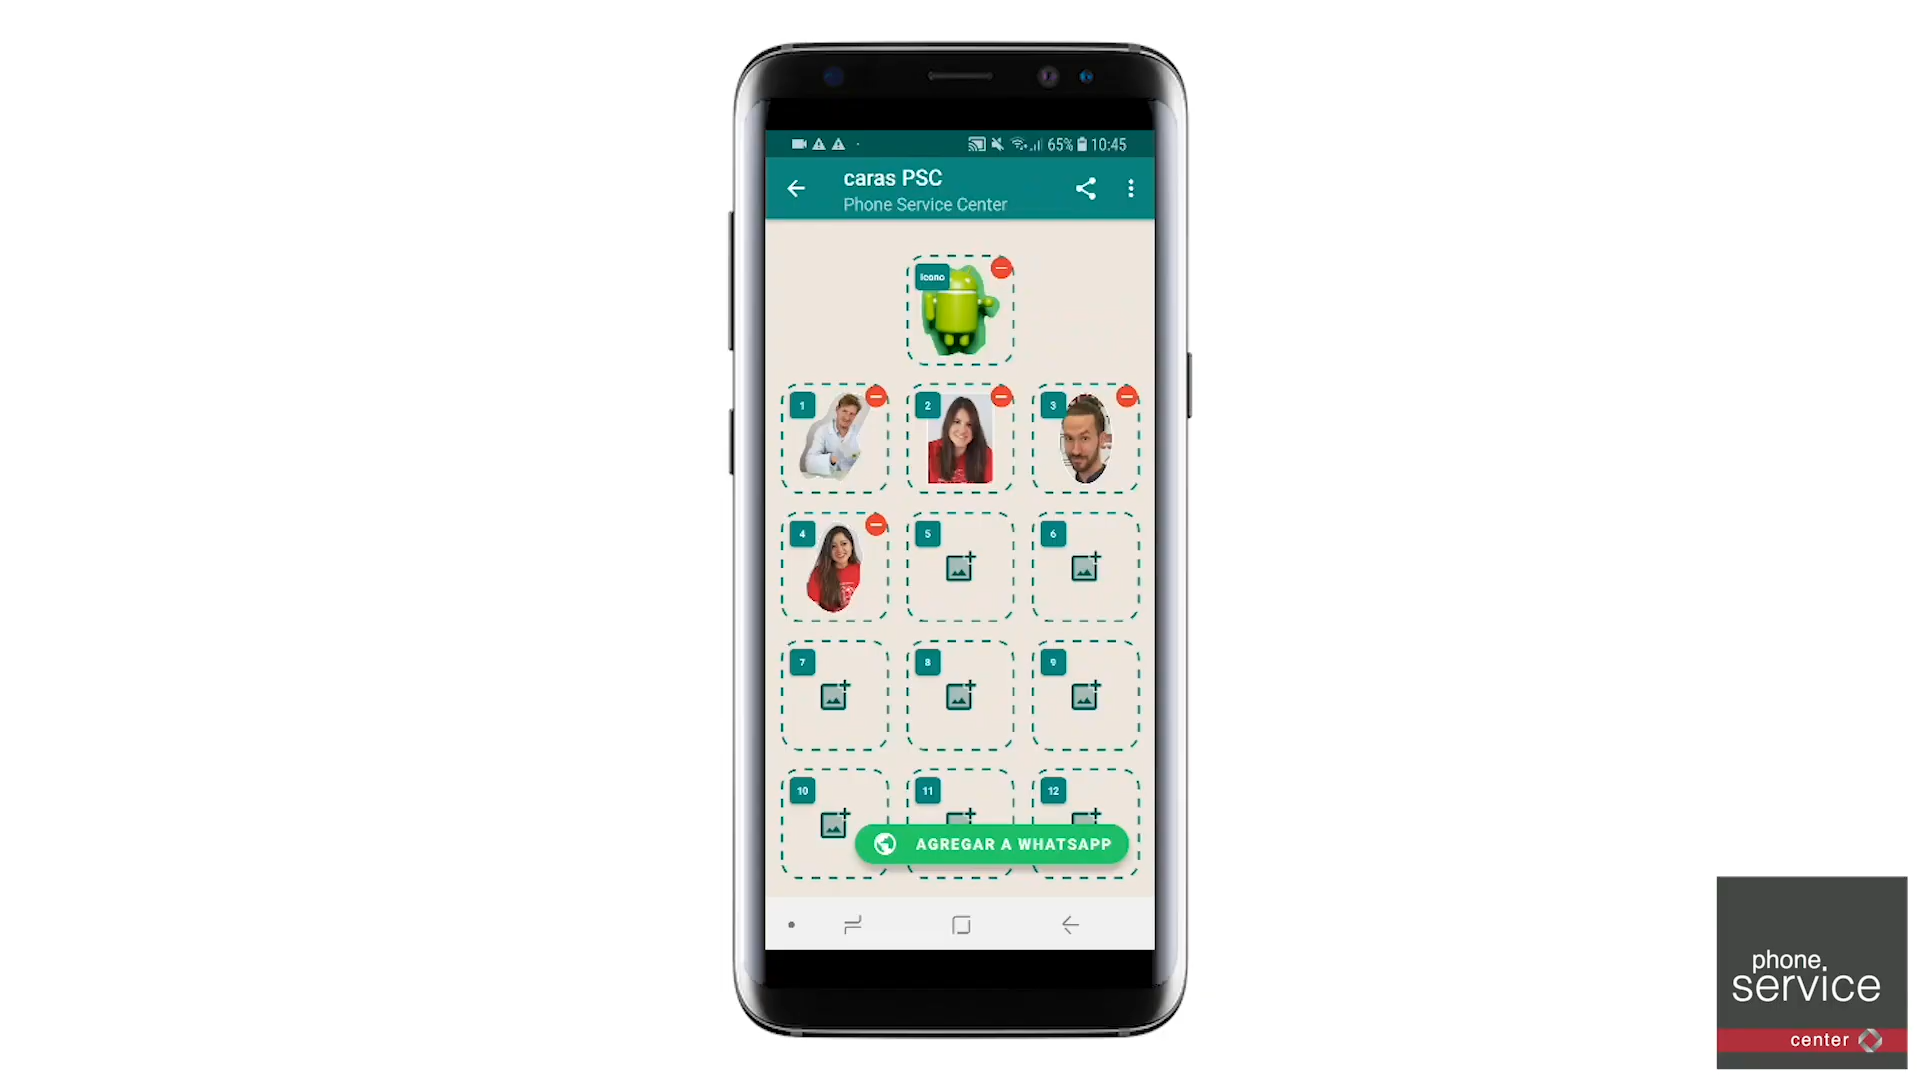 65% 10:45
caras PSC
Phone Service Center
Icono
1
2
3
4
5
6
7
8
9
10
11
12
AGREGAR A WHATSAPP
phone
service
center